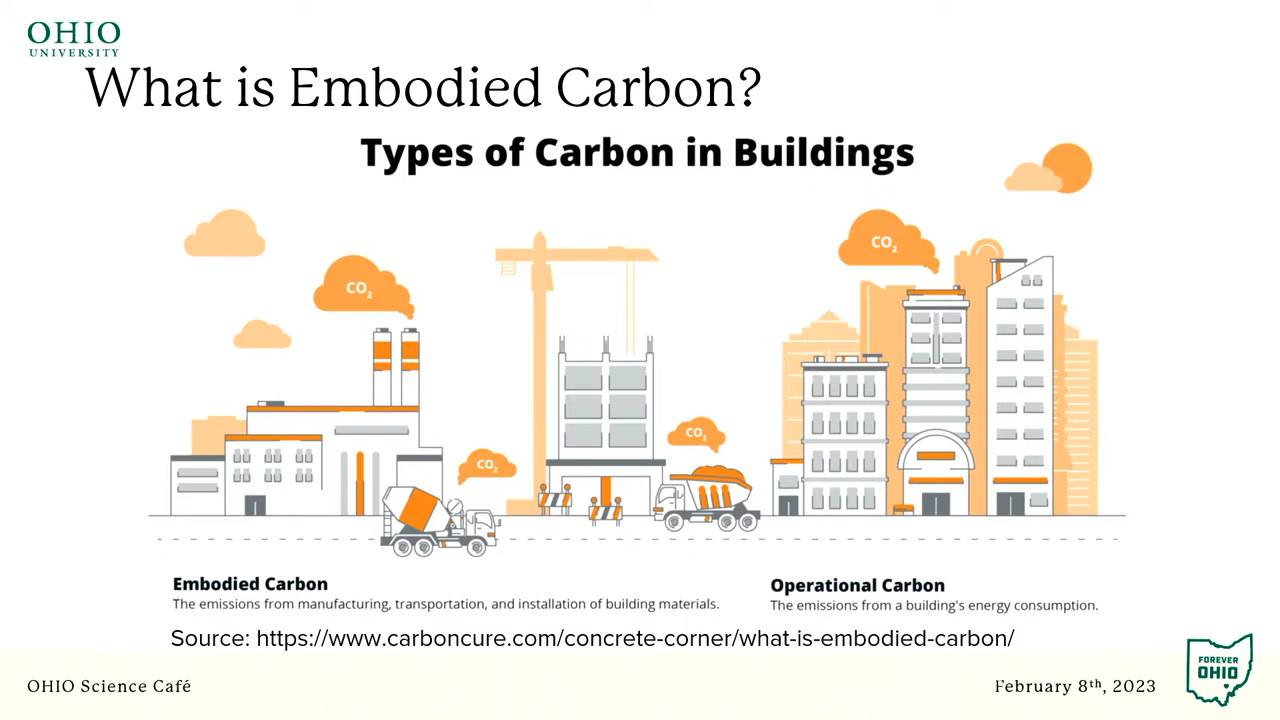 OHIO
UNIVERSITY
What is Embodied Carbon?
Types of Carbon in Buildings
CO₂
CO₂
CO₂
CO₂
Embodied Carbon
The emissions from manufacturing, transportation, and installation of building materials.
Operational Carbon
The emissions from a building's energy consumption.
Source: https://www.carboncure.com/concrete-corner/what-is-embodied-carbon/
OHIO Science Café
February 8ᵗʰ, 2023
FOREVER
OHIO